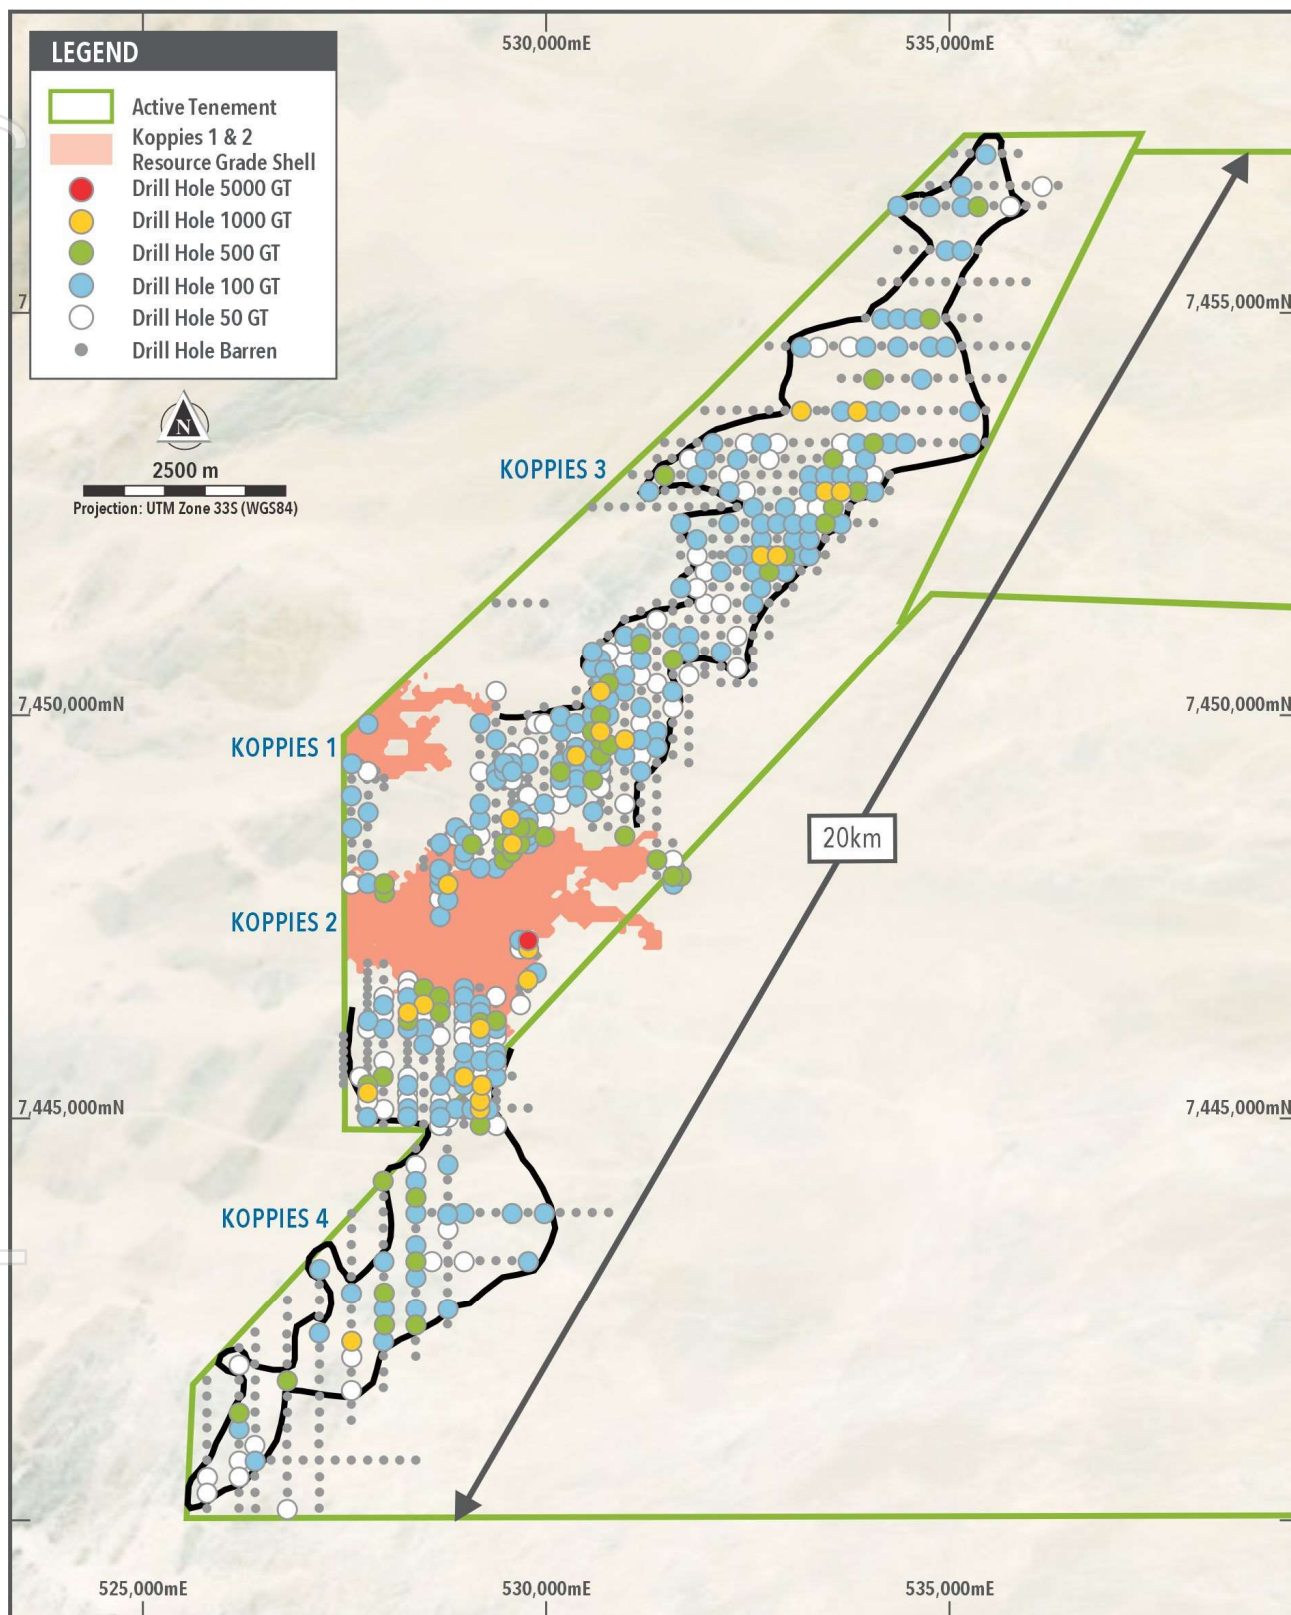 530,000mE
535,000mE
LEGEND
Active Tenement
Koppies 1 & 2
Resource Grade Shell
Drill Hole 5000 GT
Drill Hole 1000 GT
Drill Hole 500 GT
Drill Hole 100 GT
Drill Hole 50 GT
Drill Hole Barren
7,455,000mN
N
2500 m
Projection: UTM Zone 33S (WGS84)
KOPPIES 3
7,450,000mN
7,450,000mN
KOPPIES 1
20km
KOPPIES 2
7,445,000mN
7,445,000mN
KOPPIES 4
525,000mE
530,000mE
535,000mE